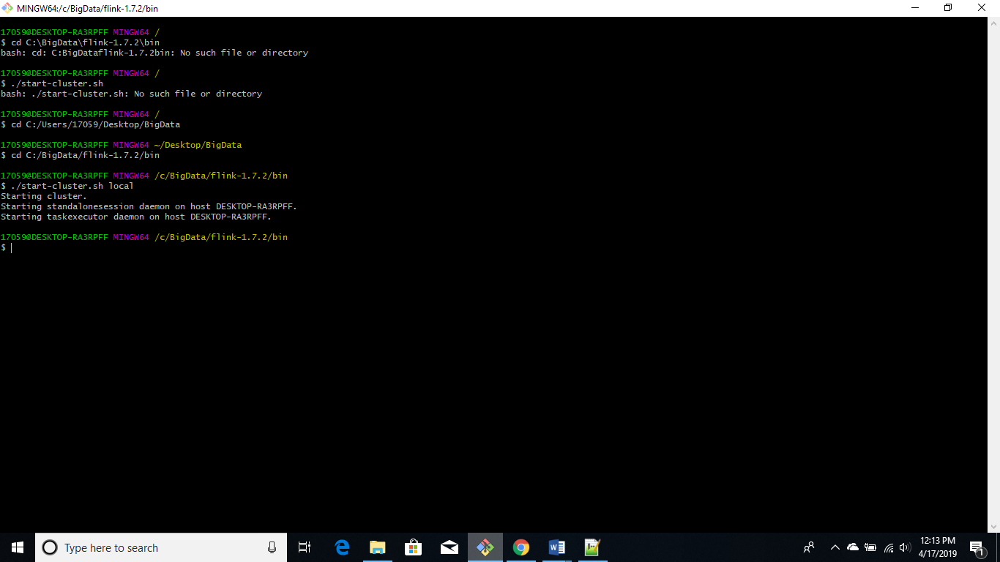 MINGW64:/c/BigData/flink-1.7.2/bin
17059@DESKTOP-RA3RPFF MINGW64 /
$ cd C:\BigData\flink-1.7.2\bin
bash: cd: C:BigDataflink-1.7.2bin: No such file or directory
17059@DESKTOP-RA3RPFF MINGW64 /
$ ./start-cluster.sh
bash: ./start-cluster.sh: No such file or directory
17059@DESKTOP-RA3RPFF MINGW64 /
$ cd C:/Users/17059/Desktop/BigData
17059@DESKTOP-RA3RPFF MINGW64 ~/Desktop/BigData
$ cd C:/BigData/flink-1.7.2/bin
17059@DESKTOP-RA3RPFF MINGW64 /c/BigData/flink-1.7.2/bin
$ ./start-cluster.sh local
Starting cluster.
Starting standalonesession daemon on host DESKTOP-RA3RPFF.
Starting taskexecutor daemon on host DESKTOP-RA3RPFF.
17059@DESKTOP-RA3RPFF MINGW64 /c/BigData/flink-1.7.2/bin
$
Type here to search
12:13 PM
4/17/2019
1